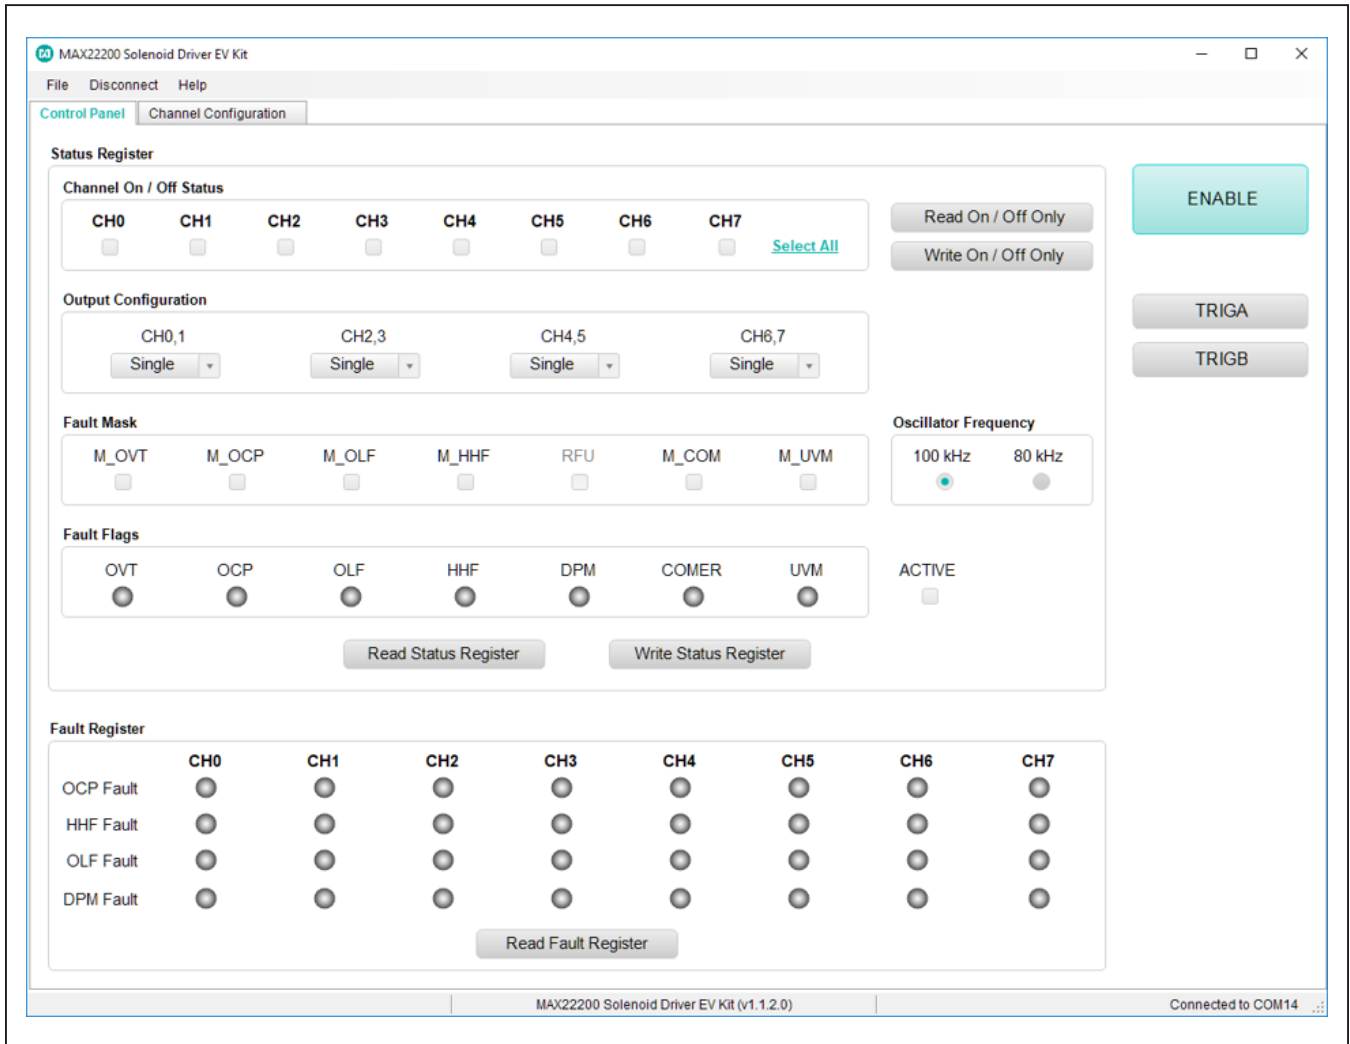 MAX22200 Solenoid Driver EV Kit
File Disconnect Help
Control Panel Channel Configuration
Status Register
Channel On / Off Status
CH0 CH1 CH2 CH3 CH4 CH5 CH6 CH7
Select All
Read On / Off Only
Write On / Off Only
ENABLE
Output Configuration
CH0,1 CH2,3 CH4,5 CH6,7
Single Single Single Single
TRIGA
TRIGB
Fault Mask
M_OVT M_OCP M_OLF M_HHF RFU M_COM M_UVM
Oscillator Frequency
100 kHz 80 kHz
Fault Flags
OVT OCP OLF HHF DPM COMER UVM ACTIVE
Read Status Register Write Status Register
Fault Register
CH0 CH1 CH2 CH3 CH4 CH5 CH6 CH7
OCP Fault
HHF Fault
OLF Fault
DPM Fault
Read Fault Register
MAX22200 Solenoid Driver EV Kit (v1.1.2.0) Connected to COM14